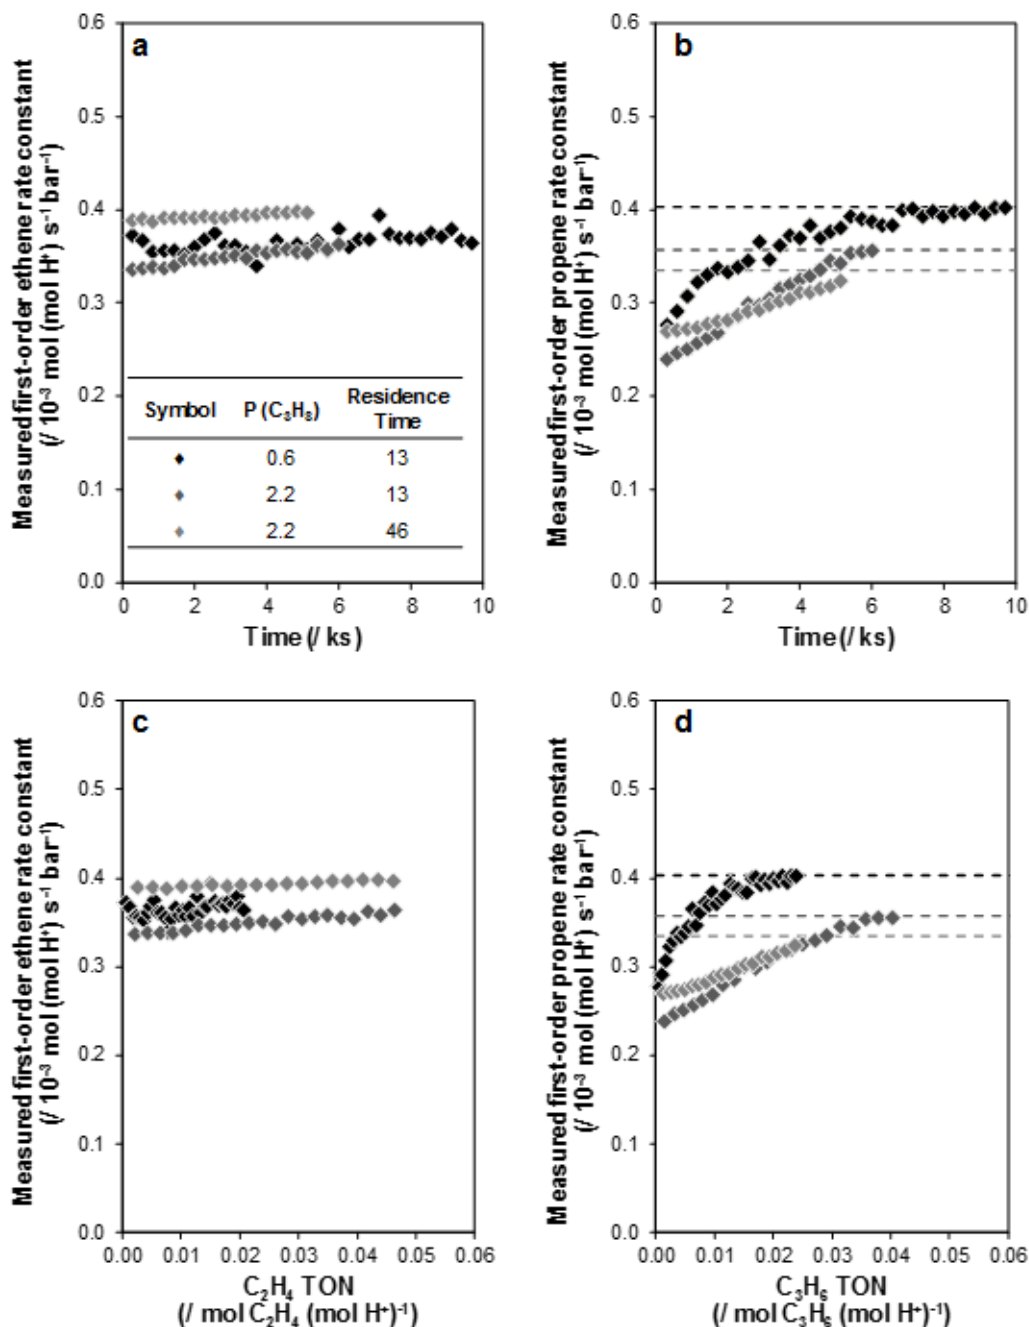 a
Measured first-order ethene rate constant
(/ 10⁻³ mol (mol H⁺) s⁻¹ bar⁻¹)
0.6
0.5
0.4
0.3
0.2
0.1
0.0
Symbol P (C₃H₈) Residence
Time
0.6 13
2.2 13
2.2 46
0 2 4 6 8 10
Time (/ ks)
b
Measured first-order propene rate constant
(/ 10⁻³ mol (mol H⁺) s⁻¹ bar⁻¹)
0.6
0.5
0.4
0.3
0.2
0.1
0.0
0 2 4 6 8 10
Time (/ ks)
c
Measured first-order ethene rate constant
(/ 10⁻³ mol (mol H⁺) s⁻¹ bar⁻¹)
0.6
0.5
0.4
0.3
0.2
0.1
0.0
0.00 0.01 0.02 0.03 0.04 0.05 0.06
C₂H₄ TON
(/ mol C₂H₄ (mol H⁺)⁻¹)
d
Measured first-order propene rate constant
(/ 10⁻³ mol (mol H⁺) s⁻¹ bar⁻¹)
0.6
0.5
0.4
0.3
0.2
0.1
0.0
0.00 0.01 0.02 0.03 0.04 0.05 0.06
C₃H₆ TON
(/ mol C₃H₆ (mol H⁺)⁻¹)